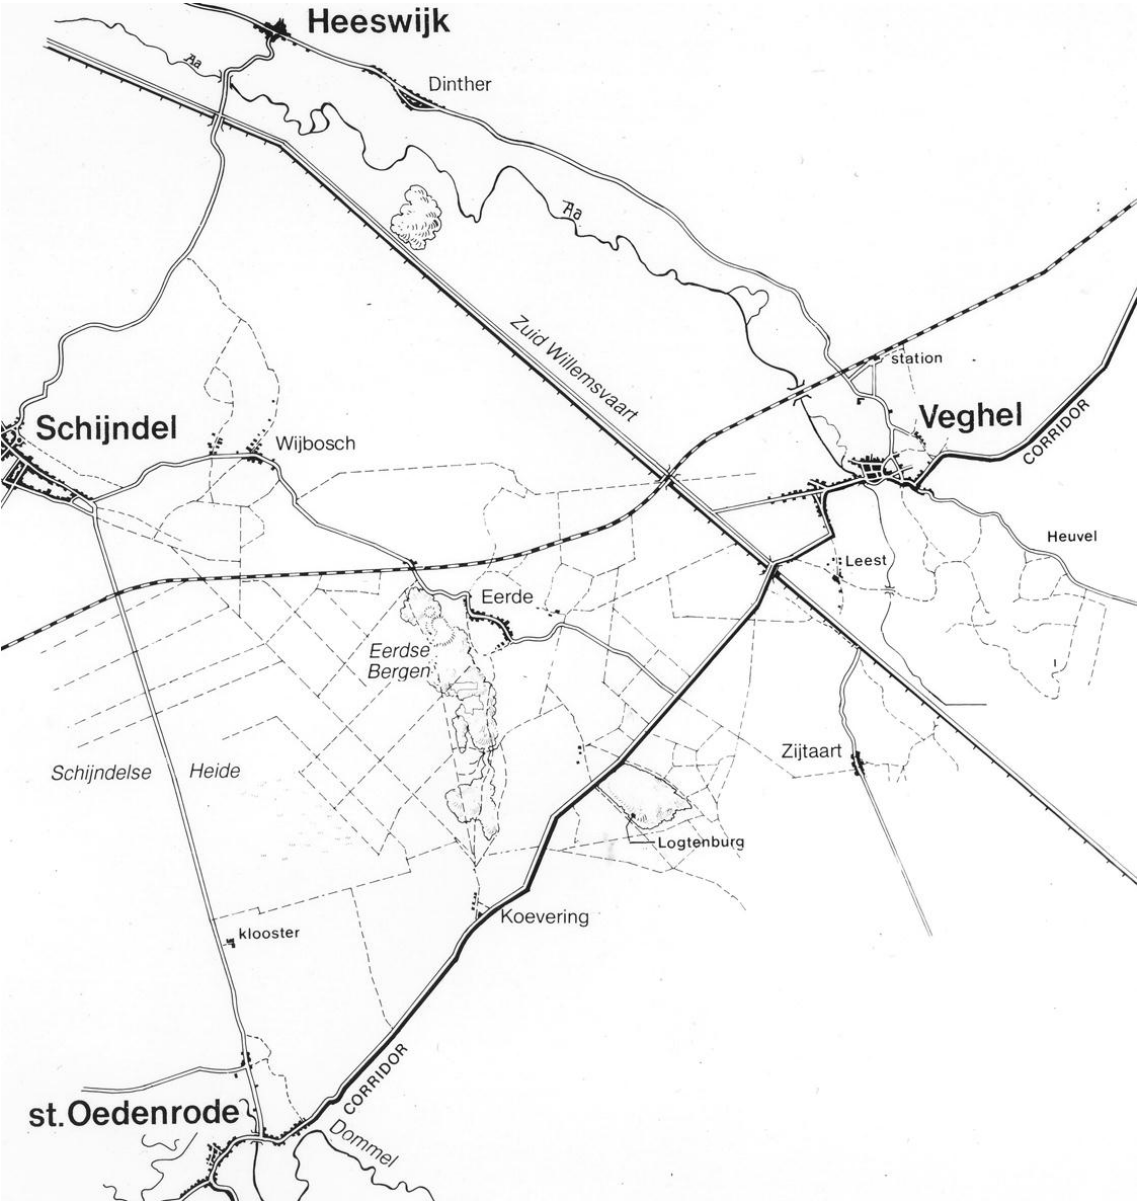 Heeswijk
Aa
Dinther
Aa
Zuid Willemsvaart
station
Veghel
CORRIDOR
Schijndel
Wijbosch
Heuvel
Leest
Eerde
Eerdse
Bergen
Zijtaart
Schijndelse Heide
Logtenburg
Koevering
klooster
CORRIDOR
st.Oedenrode
Dommel